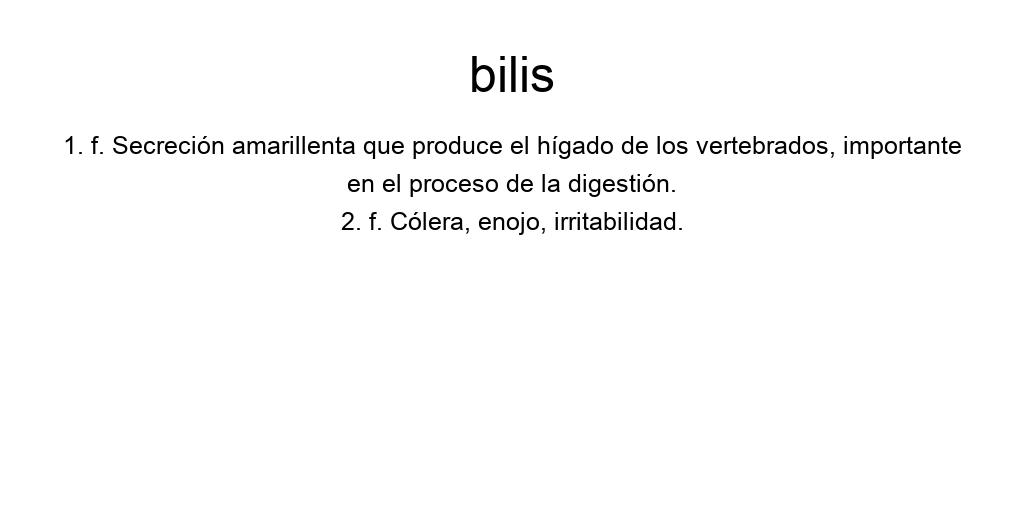 bilis
1. f. Secreción amarillenta que produce el hígado de los vertebrados, importante
en el proceso de la digestión.
2. f. Cólera, enojo, irritabilidad.